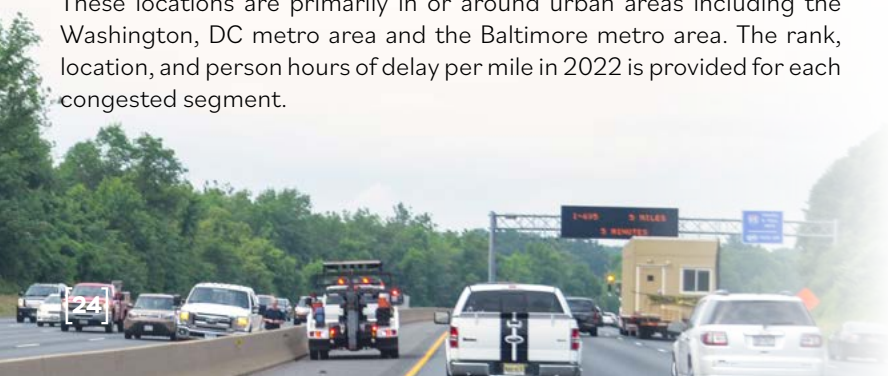 These locations are primarily in or around urban areas including the
Washington, DC metro area and the Baltimore metro area. The rank,
location, and person hours of delay per mile in 2022 is provided for each
congested segment.
I-695 5 MILES
5 MINUTES
[24]